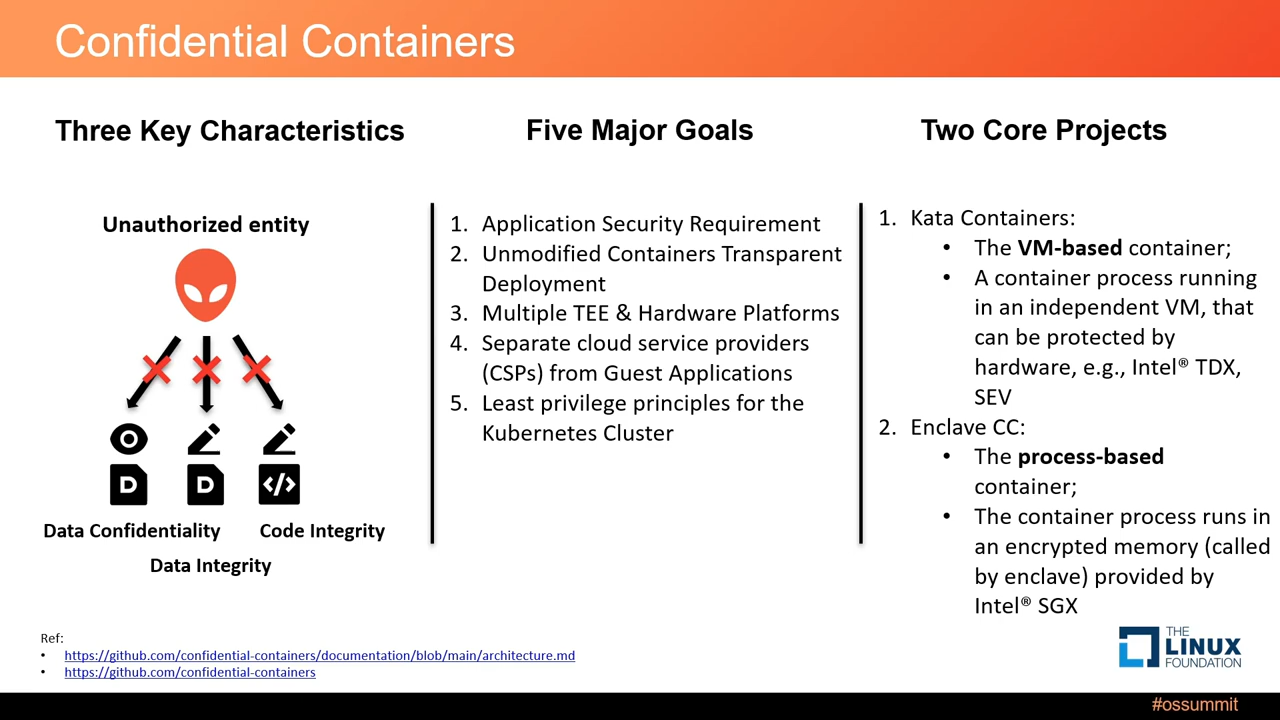 Confidential Containers
Three Key Characteristics
Unauthorized entity
D
D
</>
Data Confidentiality
Code Integrity
Data Integrity
Five Major Goals
1. Application Security Requirement
2. Unmodified Containers Transparent
Deployment
3. Multiple TEE & Hardware Platforms
4. Separate cloud service providers
(CSPs) from Guest Applications
5. Least privilege principles for the
Kubernetes Cluster
Two Core Projects
1. Kata Containers:
• The VM-based container;
• A container process running
in an independent VM, that
can be protected by
hardware, e.g., Intel® TDX,
SEV
2. Enclave CC:
• The process-based
container;
• The container process runs in
an encrypted memory (called
by enclave) provided by
Intel® SGX
Ref:
• https://github.com/confidential-containers/documentation/blob/main/architecture.md
• https://github.com/confidential-containers
THE
LINUX
FOUNDATION
#ossummit